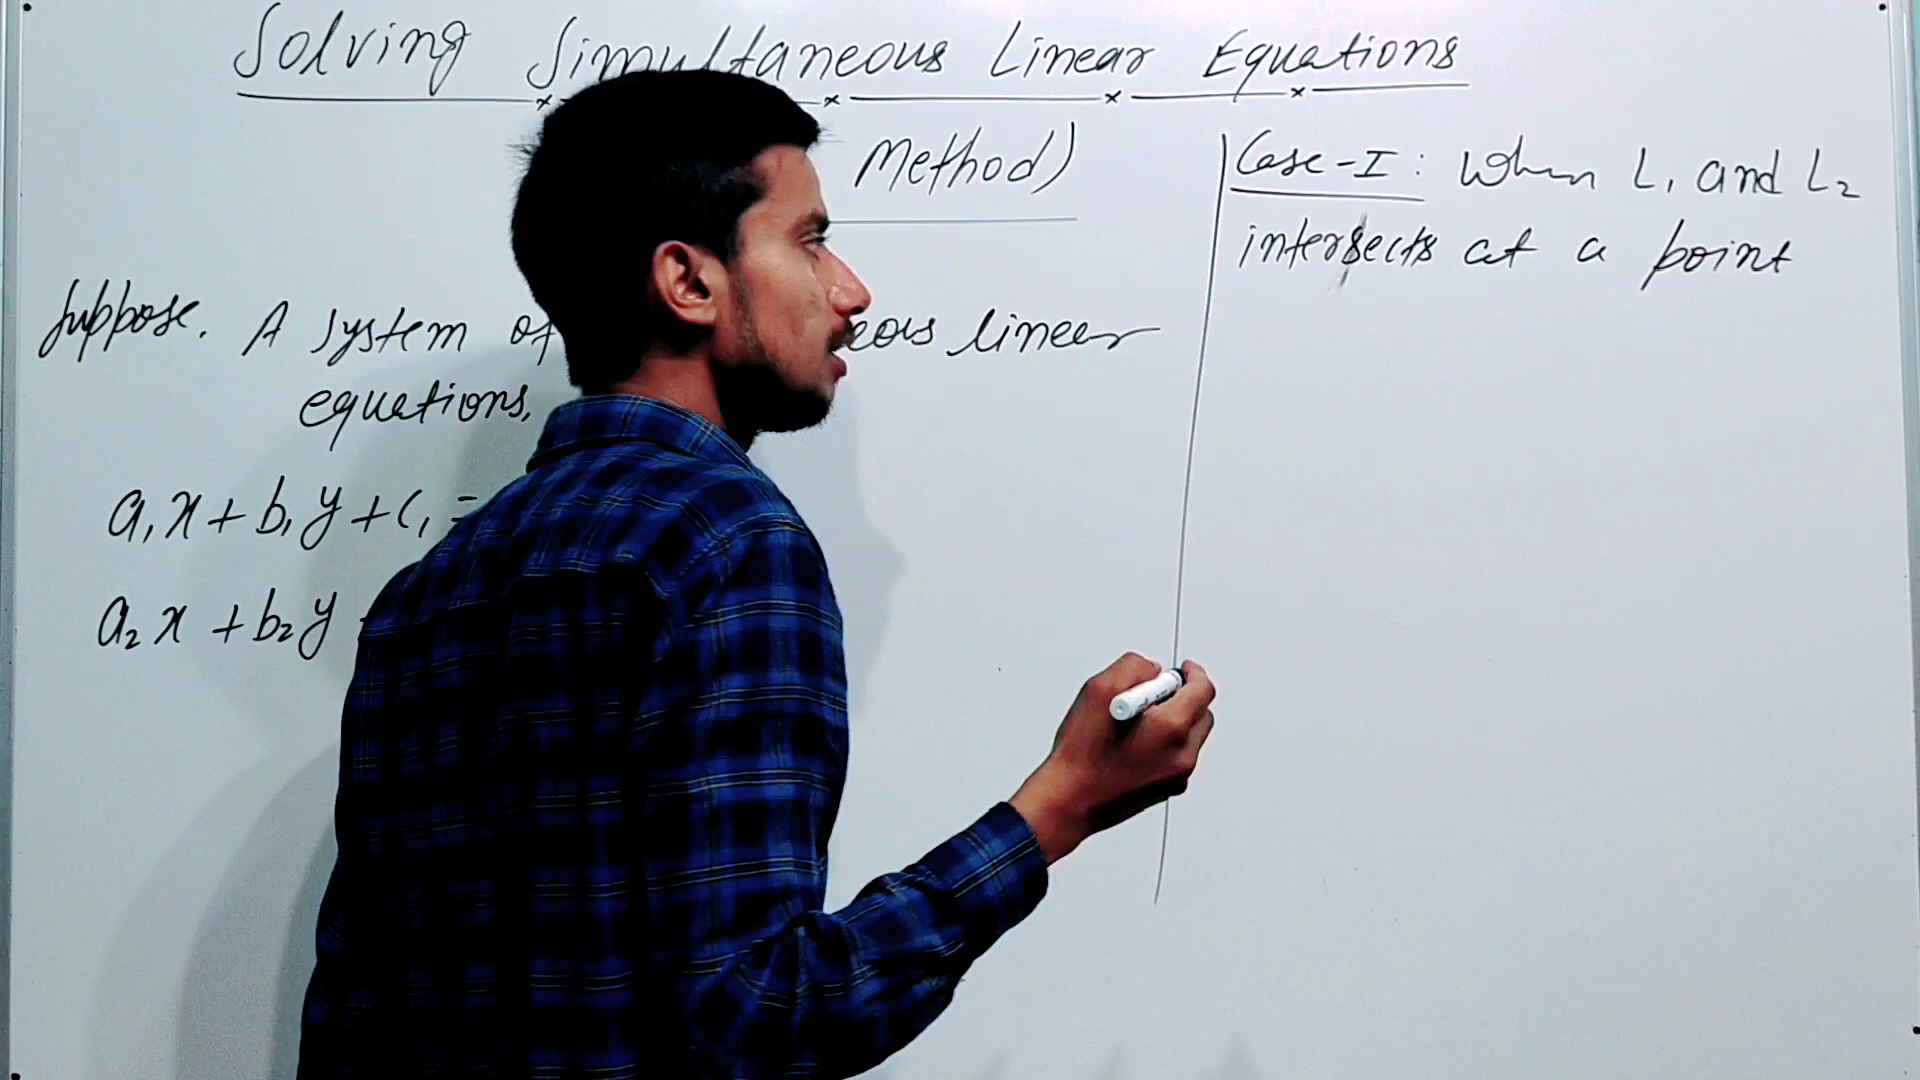 Solving Simultaneous Linear Equations
Method)
Suppose. A system of eous linear
equations,
a₁x + b₁y + c₁ =
a₂x + b₂y
Case-I : When L₁ and L₂
intersects at a point